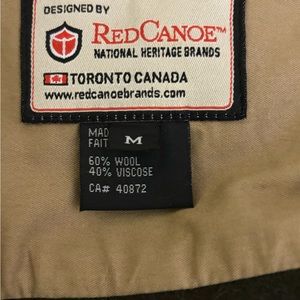 DESIGNED BY
REDCANOE™
NATIONAL HERITAGE BRANDS
TORONTO CANADA
www.redcanoebrands.com
MAD
FAIT
M
60% WOOL
40% VISCOSE
CA# 40872